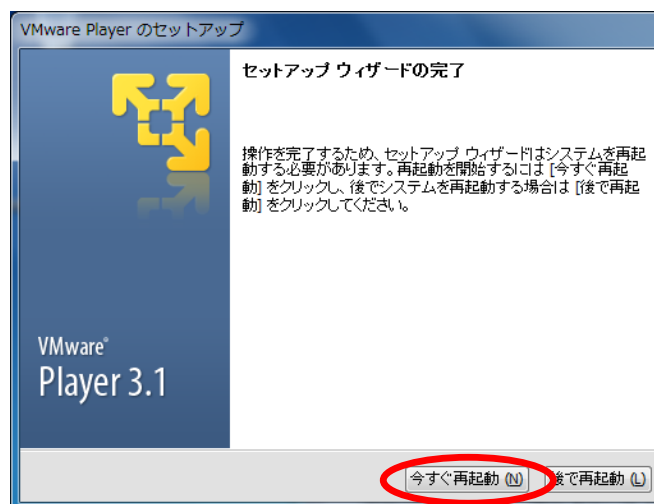 VMware Player のセットアップ
セットアップ ウィザードの完了
操作を完了するため、セットアップ ウィザードはシステムを再起
動する必要があります。再起動を開始するには [今すぐ再起
動] をクリックし、後でシステムを再起動する場合は [後で再起
動] をクリックしてください。
VMware®
Player 3.1
今すぐ再起動 (N)
後で再起動 (L)